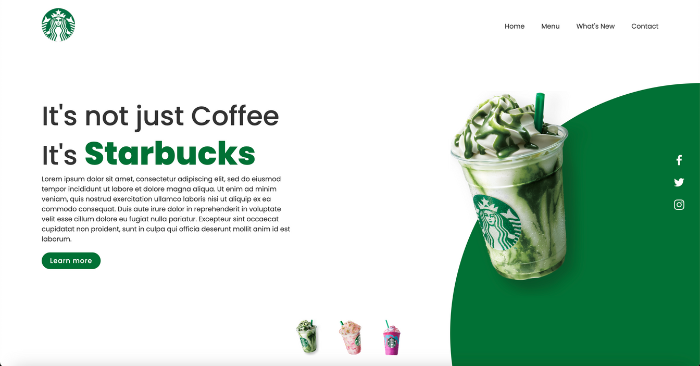 Home Menu What's New Contact
It's not just Coffee
It's Starbucks
Lorem ipsum dolor sit amet, consectetur adipiscing elit, sed do eiusmod
tempor incididunt ut labore et dolore magna aliqua. Ut enim ad minim
veniam, quis nostrud exercitation ullamco laboris nisi ut aliquip ex ea
commodo consequat. Duis aute irure dolor in reprehenderit in voluptate
velit esse cillum dolore eu fugiat nulla pariatur. Excepteur sint occaecat
cupidatat non proident, sunt in culpa qui officia deserunt mollit anim id est
laborum.
Learn more